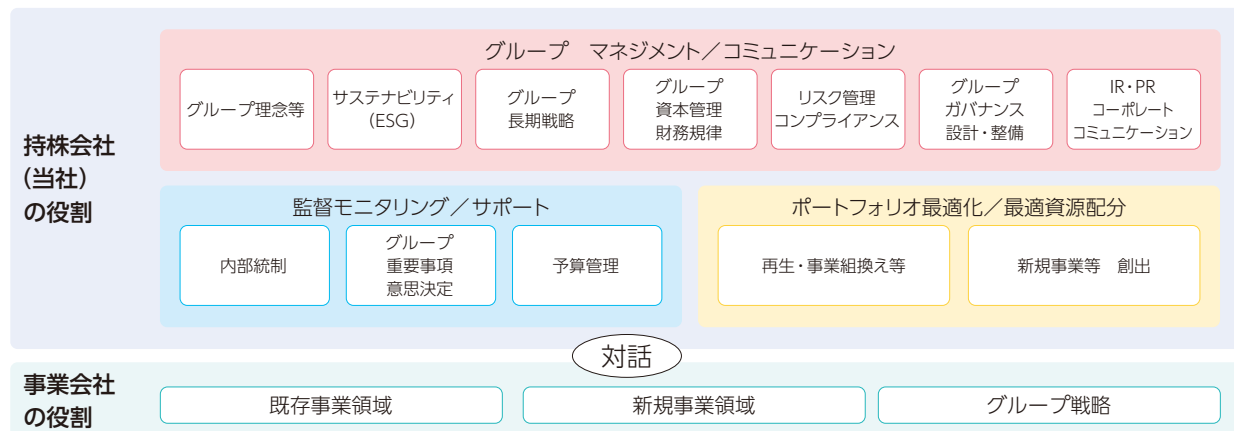 持株会社
(当社)
の役割
グループ　マネジメント／コミュニケーション
グループ理念等
サステナビリティ
(ESG)
グループ
長期戦略
グループ
資本管理
財務規律
リスク管理
コンプライアンス
グループ
ガバナンス
設計・整備
IR・PR
コーポレート
コミュニケーション
監督モニタリング／サポート
内部統制
グループ
重要事項
意思決定
予算管理
ポートフォリオ最適化／最適資源配分
再生・事業組換え等
新規事業等　創出
対話
事業会社
の役割
既存事業領域
新規事業領域
グループ戦略